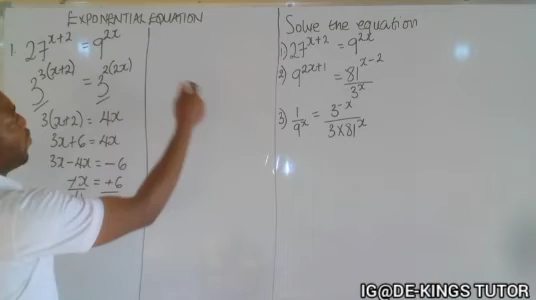 EXPONENTIAL EQUATION
1. 27^{x+2} = 9^{2x}
3^{3(x+2)} = 3^{2(2x)}
3(x+2) = 4x
3x+6 = 4x
3x-4x = -6
Solve the equation
1) 27^{x+2} = 9^{2x}
2) 9^{2x+1} = 81^{x-2} / 3^x
3) 1/9^x = 3^{-x} / 3×81^x
IG@DE-KINGS TUTOR